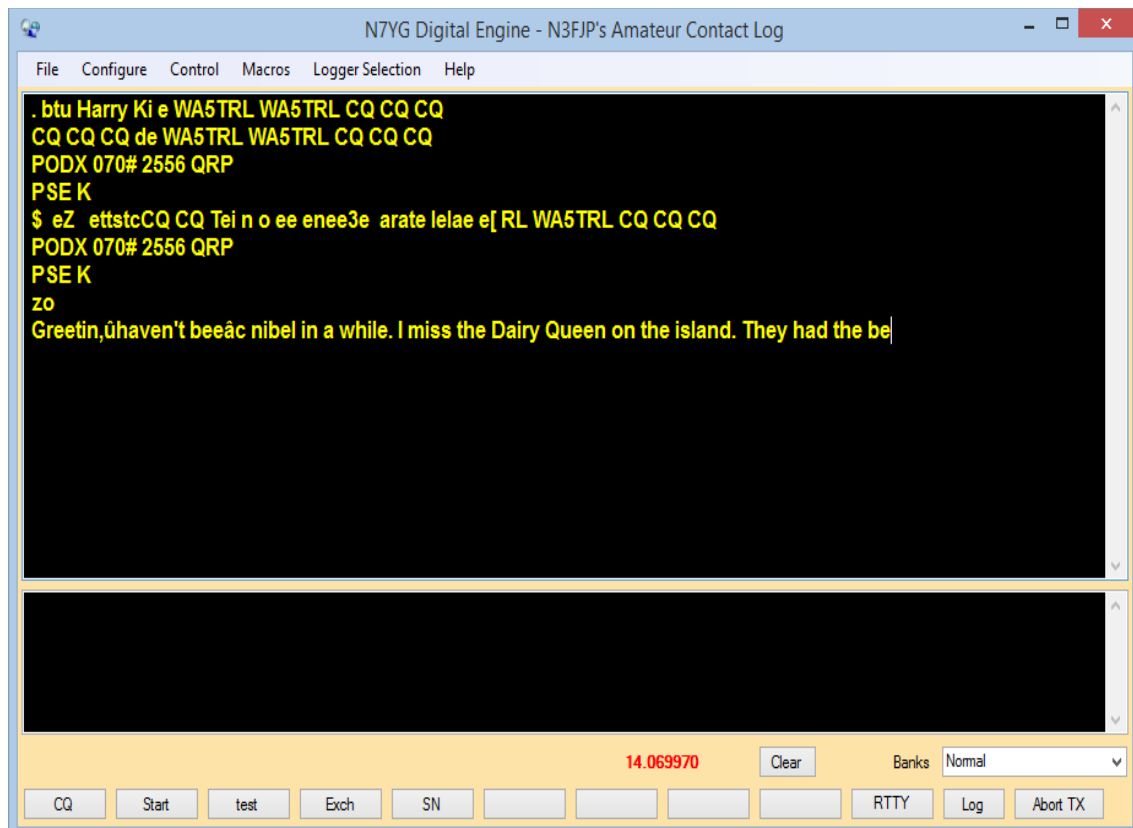 N7YG Digital Engine - N3FJP's Amateur Contact Log
File Configure Control Macros Logger Selection Help
. btu Harry Ki e WA5TRL WA5TRL CQ CQ CQ
CQ CQ CQ de WA5TRL WA5TRL CQ CQ CQ
PODX 070# 2556 QRP
PSE K
$ eZ ettstcCQ CQ Tei n o ee enee3e arate lelae e[ RL WA5TRL CQ CQ CQ
PODX 070# 2556 QRP
PSE K
zo
Greetin,ûhaven't beeâc nibel in a while. I miss the Dairy Queen on the island. They had the be
14.069970 Clear Banks Normal
CQ Start test Exch SN RTTY Log Abort TX